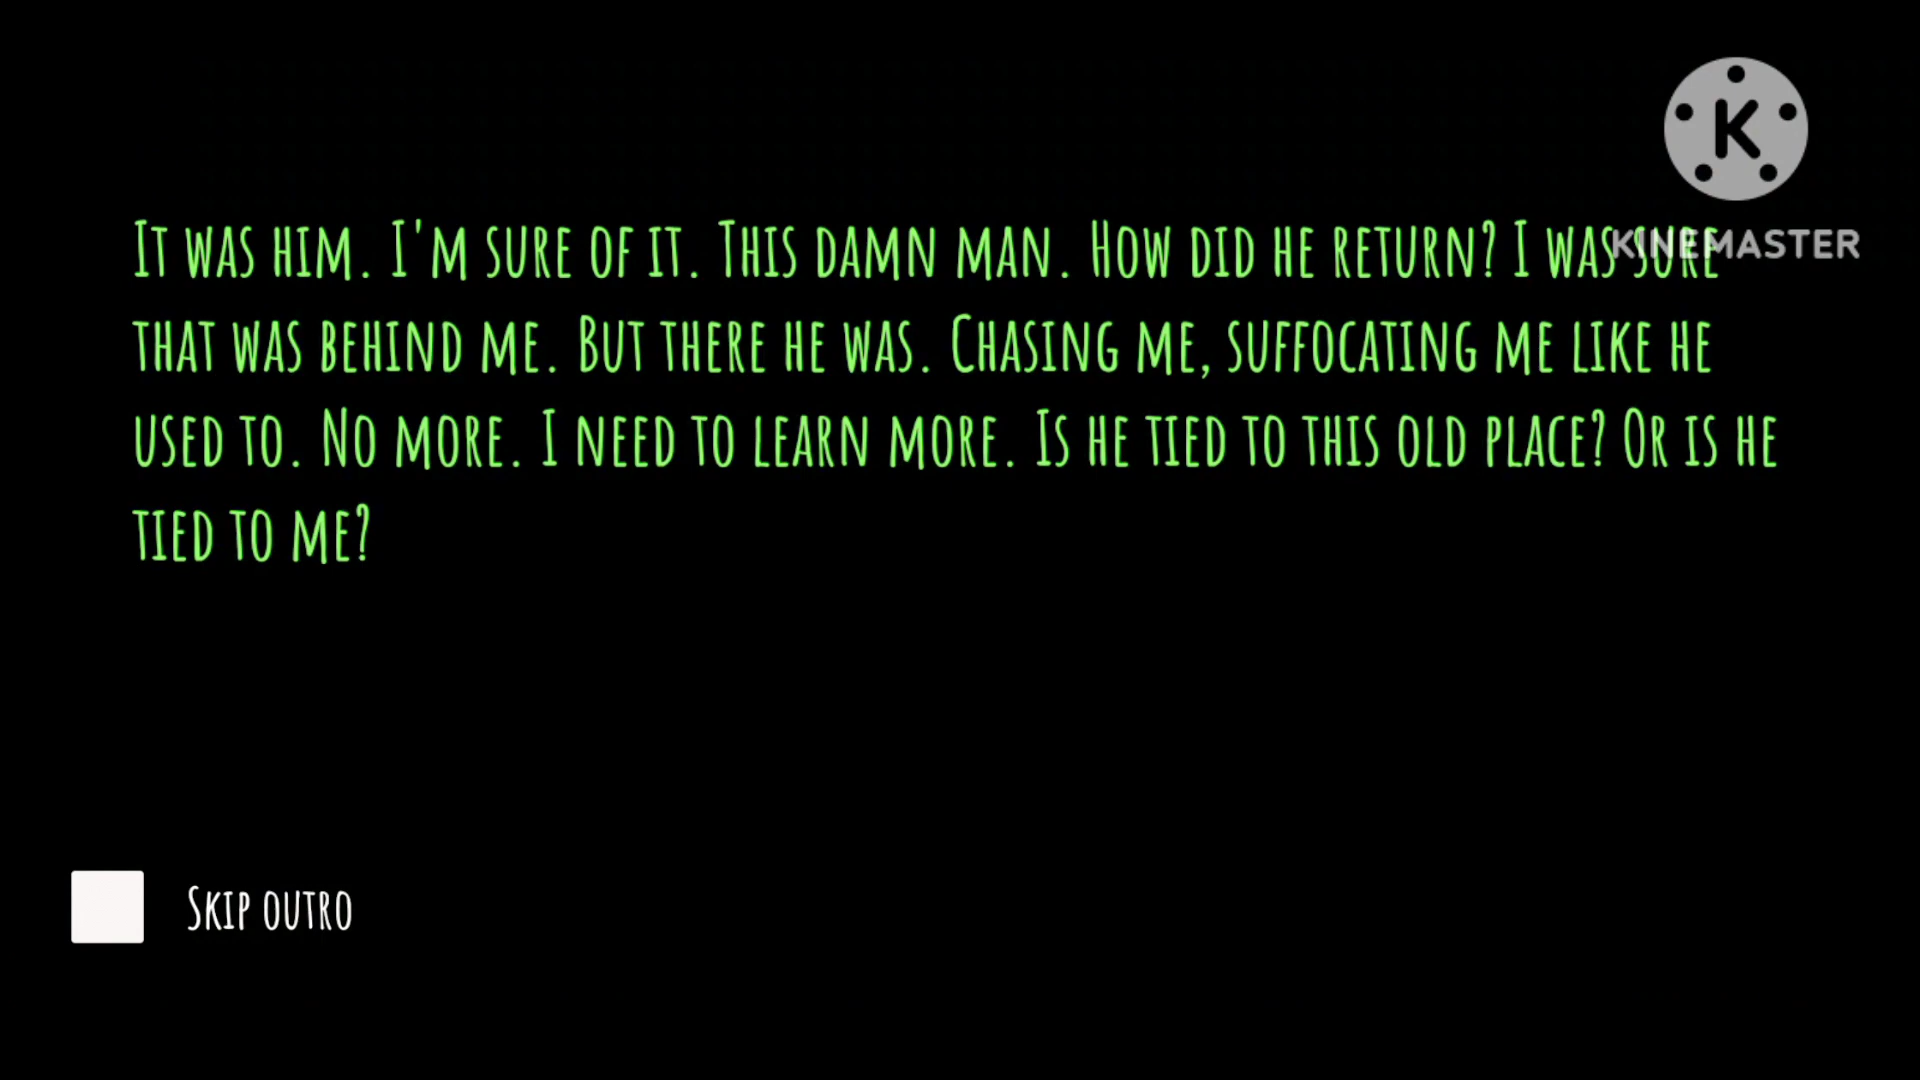 K
KINEMASTER
It was him. I'm sure of it. This damn man. How did he return? I was sure
that was behind me. But there he was. Chasing me, suffocating me like he
used to. No more. I need to learn more. Is he tied to this old place? Or is he
tied to me?
Skip outro